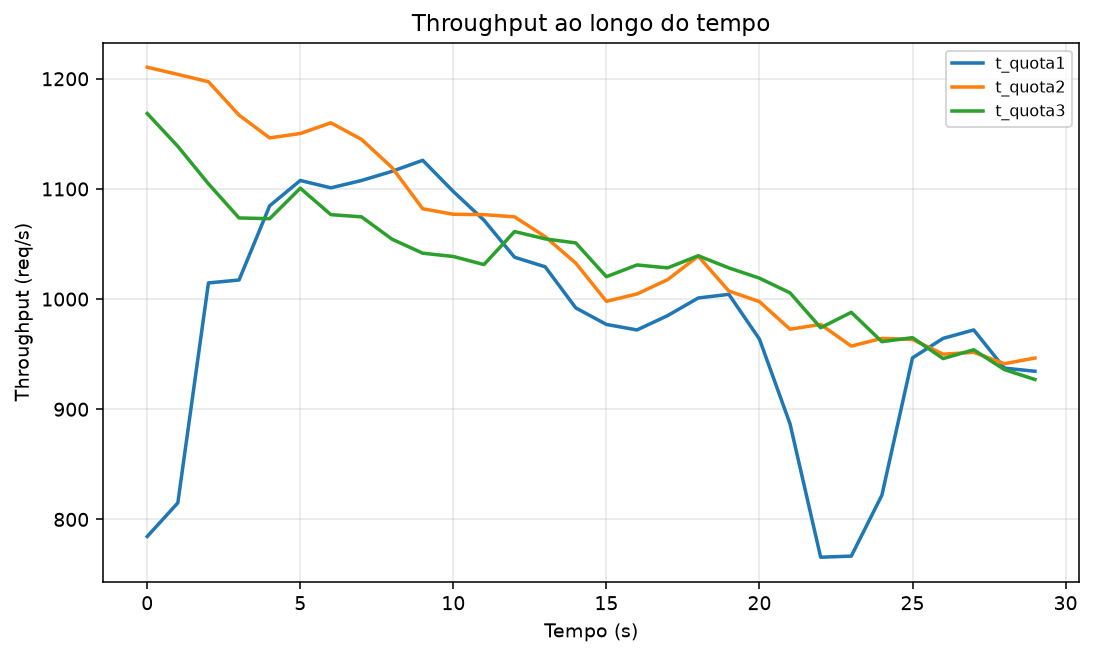 Throughput ao longo do tempo
t_quota1
t_quota2
t_quota3
Throughput (req/s)
1200
1100
1000
900
800
0 5 10 15 20 25 30
Tempo (s)